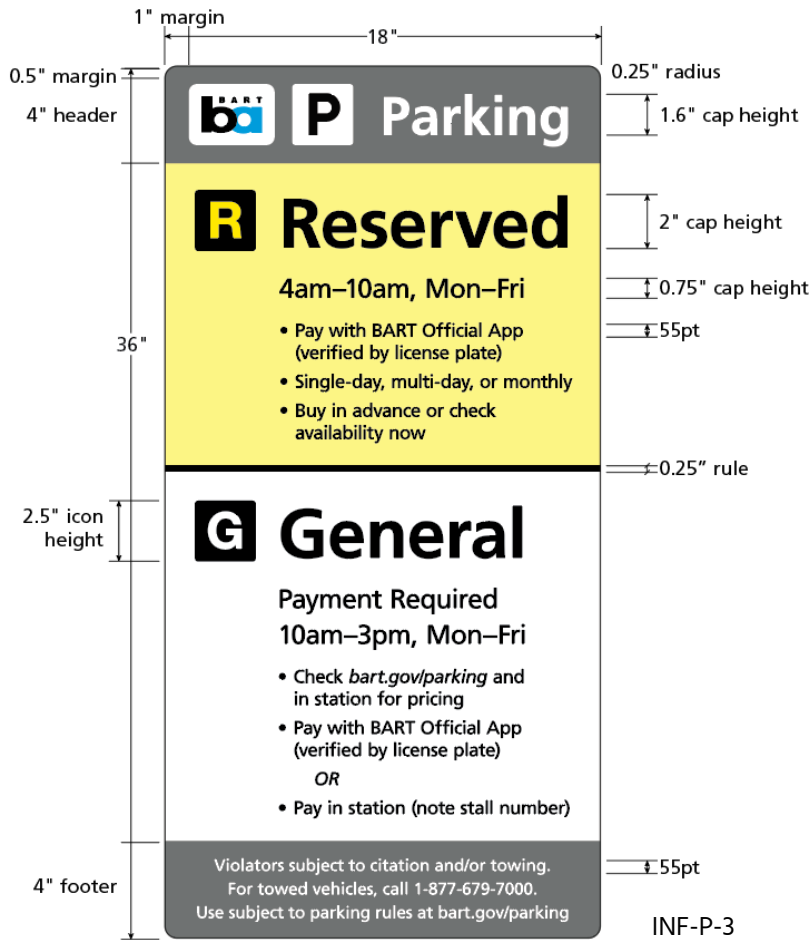 1" margin
18"
0.5" margin
0.25" radius
4" header
BART
ba
P
Parking
1.6" cap height
R
Reserved
2" cap height
4am–10am, Mon–Fri
0.75" cap height
• Pay with BART Official App
(verified by license plate)
55pt
36"
• Single-day, multi-day, or monthly
• Buy in advance or check
availability now
0.25” rule
2.5" icon
height
G
General
Payment Required
10am–3pm, Mon–Fri
• Check bart.gov/parking and
in station for pricing
• Pay with BART Official App
(verified by license plate)
OR
• Pay in station (note stall number)
4" footer
Violators subject to citation and/or towing.
For towed vehicles, call 1-877-679-7000.
Use subject to parking rules at bart.gov/parking
55pt
INF-P-3